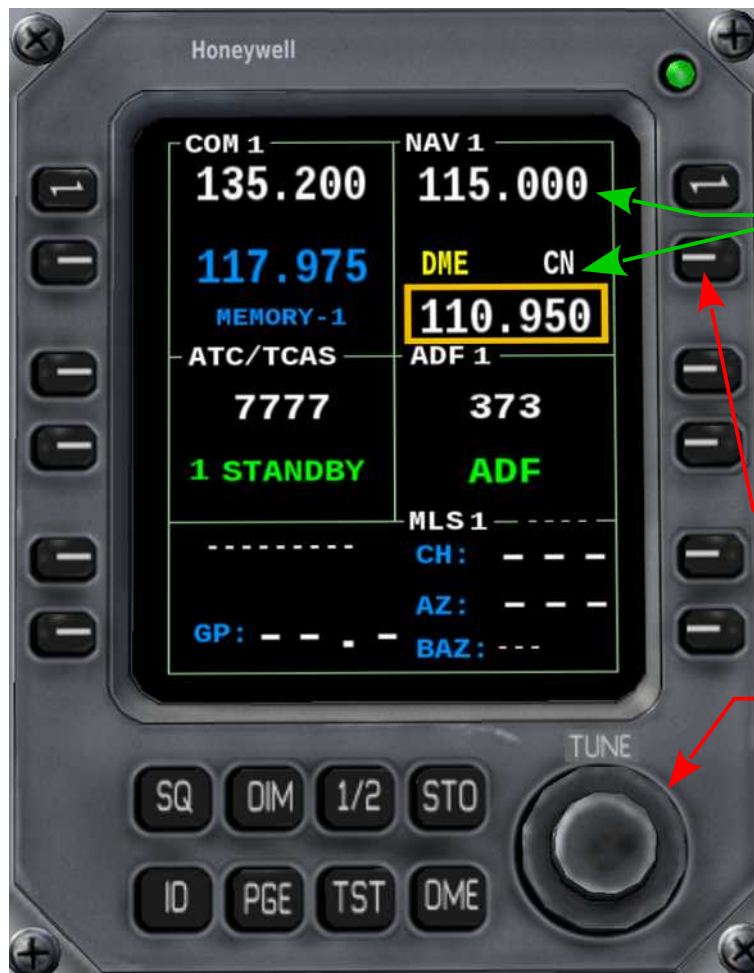 Honeywell
COM 1
NAV 1
135.200
115.000
117.975
DME CN
MEMORY-1
110.950
ATC/TCAS
ADF 1
7777
373
1 STANDBY
ADF
MLS 1 -----
---------
CH: - - -
AZ: - - -
GP: - - . -
BAZ: ---
TUNE
SQ DIM 1/2 STO
ID PGE TST DME